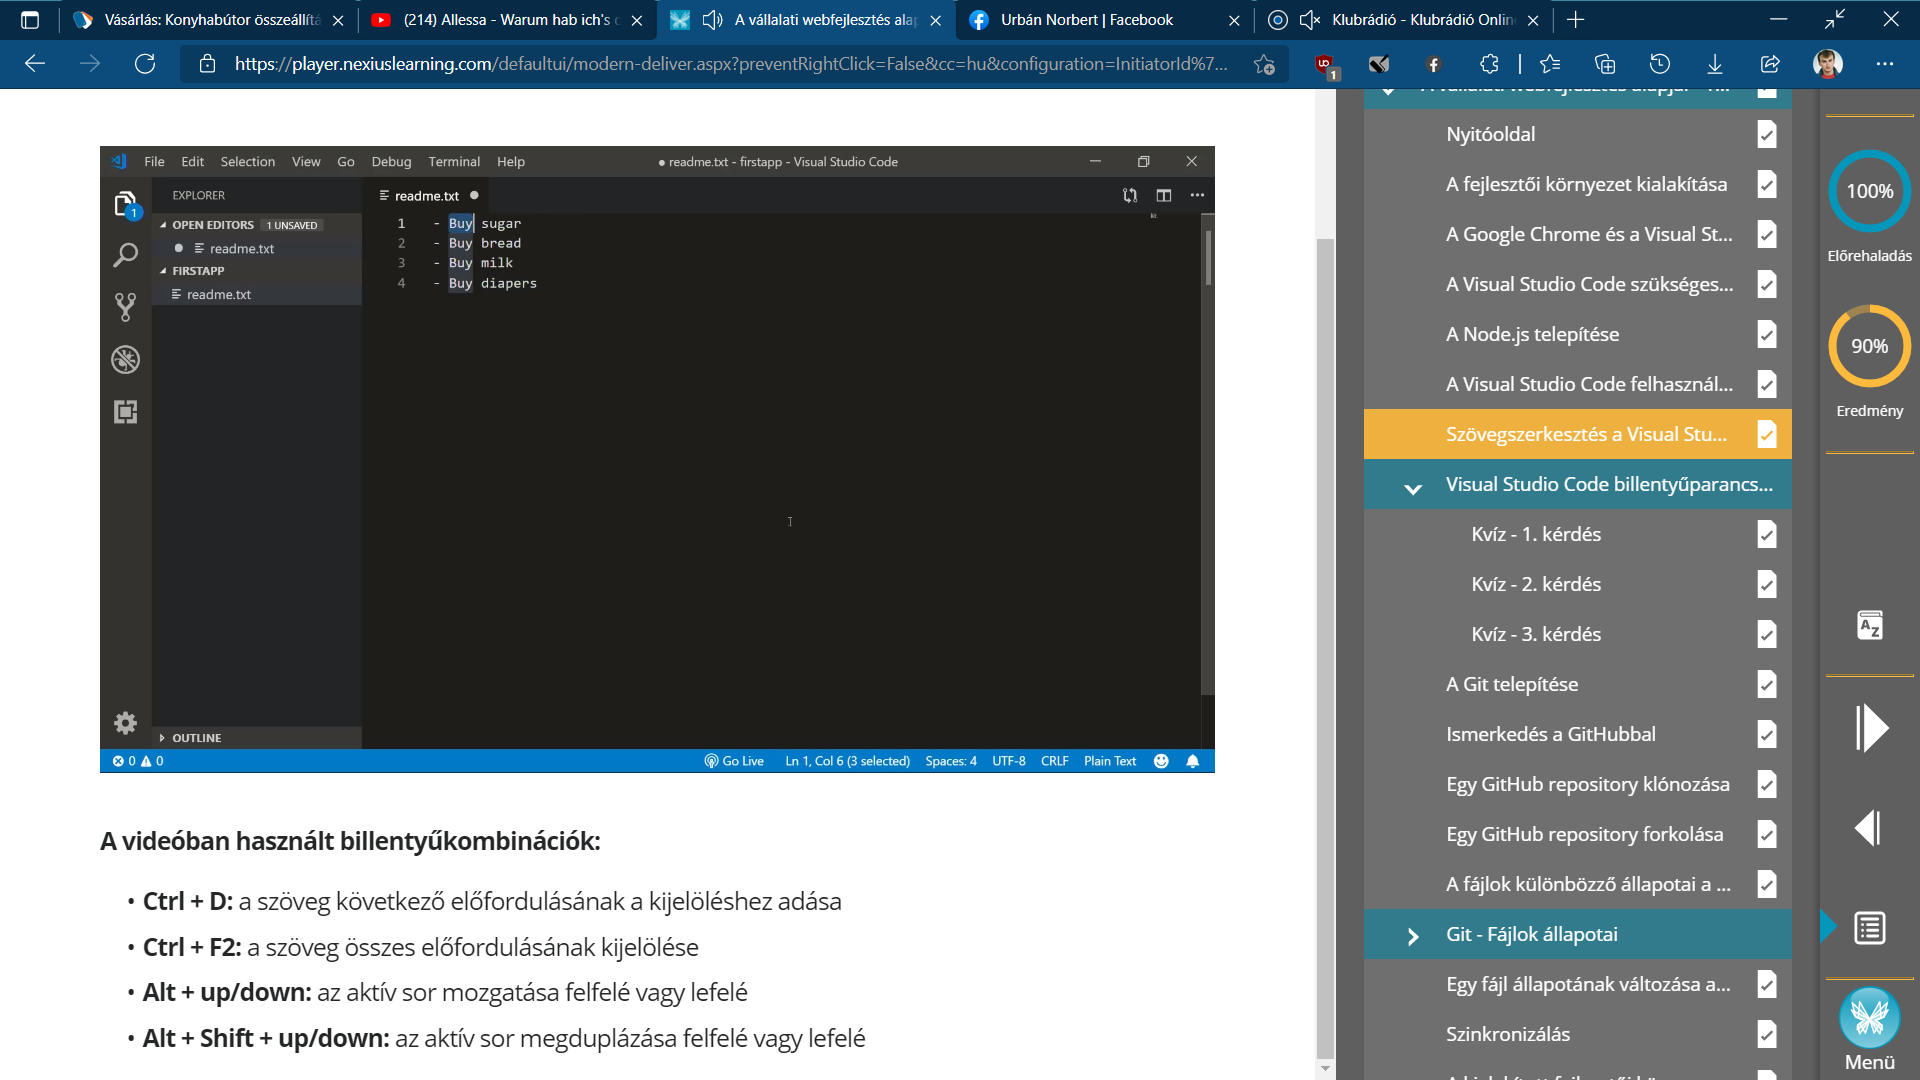 Vásárlás: Konyhabútor összeállítá
(214) Allessa - Warum hab ich's
A vállalati webfejlesztés alap
Urbán Norbert | Facebook
Klubrádió - Klubrádió Onlin
https://player.nexiuslearning.com/defaultui/modern-deliver.aspx?preventRightClick=False&cc=hu&configuration=InitiatorId%7...
1
File Edit Selection View Go Debug Terminal Help
● readme.txt - firstapp - Visual Studio Code
EXPLORER
OPEN EDITORS 1 UNSAVED
readme.txt
FIRSTAPP
readme.txt
OUTLINE
1
readme.txt
1 - Buy sugar
2 - Buy bread
3 - Buy milk
4 - Buy diapers
0 0
Go Live Ln 1, Col 6 (3 selected) Spaces: 4 UTF-8 CRLF Plain Text
A videóban használt billentyűkombinációk:
• Ctrl + D: a szöveg következő előfordulásának a kijelöléshez adása
• Ctrl + F2: a szöveg összes előfordulásának kijelölése
• Alt + up/down: az aktív sor mozgatása felfelé vagy lefelé
• Alt + Shift + up/down: az aktív sor megduplázása felfelé vagy lefelé
A vállalati webfejlesztés alapjai
Nyitóoldal
A fejlesztői környezet kialakítása
A Google Chrome és a Visual St...
A Visual Studio Code szükséges...
A Node.js telepítése
A Visual Studio Code felhasznál...
Szövegszerkesztés a Visual Stu...
Visual Studio Code billentyűparancs...
Kvíz - 1. kérdés
Kvíz - 2. kérdés
Kvíz - 3. kérdés
A Git telepítése
Ismerkedés a GitHubbal
Egy GitHub repository klónozása
Egy GitHub repository forkolása
A fájlok különböző állapotai a ...
Git - Fájlok állapotai
Egy fájl állapotának változása a...
Szinkronizálás
100%
Előrehaladás
90%
Eredmény
A Z
Menü